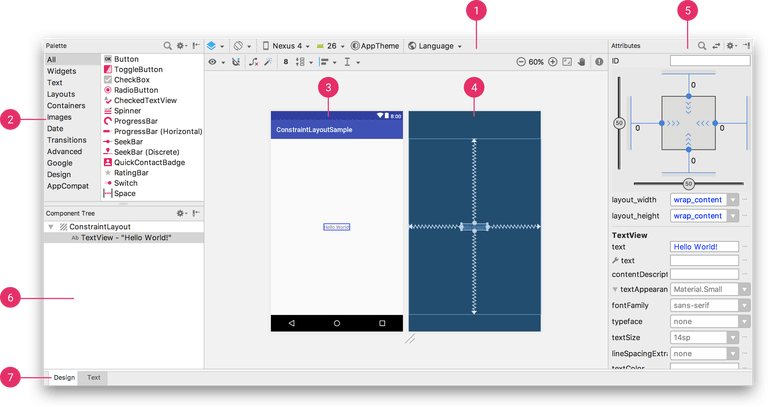 1
5
Palette
Nexus 4
26
AppTheme
Language
Attributes
All
Widgets
Text
Layouts
Containers
Images
Date
Transitions
Advanced
Google
Design
AppCompat
OK Button
ToggleButton
CheckBox
RadioButton
CheckedTextView
Spinner
ProgressBar
ProgressBar (Horizontal)
SeekBar
SeekBar (Discrete)
QuickContactBadge
RatingBar
Switch
Space
8
60%
2
3
4
8:00
ConstraintLayoutSample
Hello World!
ID
0
0
0
0
50
50
layout_width wrap_content
layout_height wrap_content
TextView
text Hello World!
text
contentDescript
textAppearan Material.Small
fontFamily sans-serif
typeface none
textSize 14sp
lineSpacingExtra none
textColor
Component Tree
ConstraintLayout
Ab TextView - "Hello World!"
6
7
Design Text